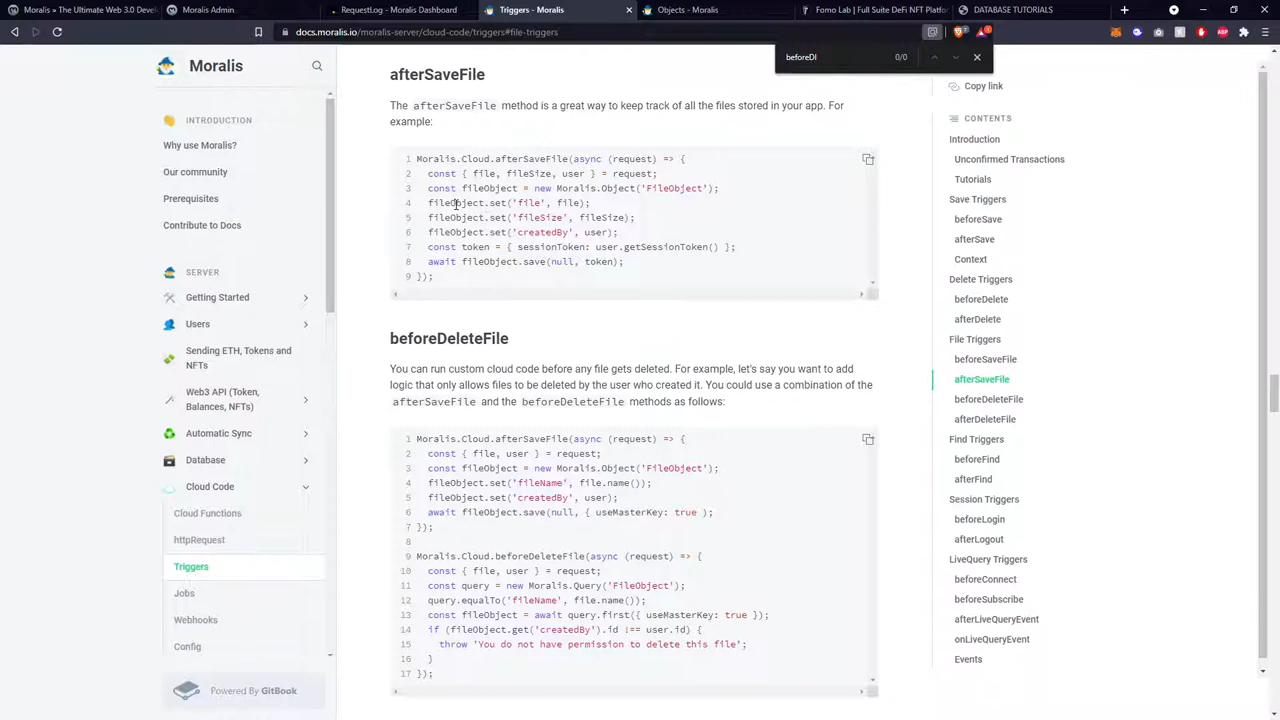 Moralis » The Ultimate Web 3.0 Devel
Moralis Admin
RequestLog - Moralis Dashboard
Triggers - Moralis
Objects - Moralis
Fomo Lab | Full Suite DeFi NFT Platfor
DATABASE TUTORIALS
docs.moralis.io/moralis-server/cloud-code/triggers#file-triggers
beforeDl
0/0
Moralis
INTRODUCTION
Why use Moralis?
Our community
Prerequisites
Contribute to Docs
SERVER
Getting Started
Users
Sending ETH, Tokens and
NFTs
Web3 API (Token,
Balances, NFTs)
Automatic Sync
Database
Cloud Code
Cloud Functions
httpRequest
Triggers
Jobs
Webhooks
Config
Powered By GitBook
afterSaveFile
The afterSaveFile method is a great way to keep track of all the files stored in your app. For
example:
1 Moralis.Cloud.afterSaveFile(async (request) => {
2 const { file, fileSize, user } = request;
3 const fileObject = new Moralis.Object('FileObject');
4 fileObject.set('file', file);
5 fileObject.set('fileSize', fileSize);
6 fileObject.set('createdBy', user);
7 const token = { sessionToken: user.getSessionToken() };
8 await fileObject.save(null, token);
9 });
beforeDeleteFile
You can run custom cloud code before any file gets deleted. For example, let's say you want to add
logic that only allows files to be deleted by the user who created it. You could use a combination of the
afterSaveFile and the beforeDeleteFile methods as follows:
1 Moralis.Cloud.afterSaveFile(async (request) => {
2 const { file, user } = request;
3 const fileObject = new Moralis.Object('FileObject');
4 fileObject.set('fileName', file.name());
5 fileObject.set('createdBy', user);
6 await fileObject.save(null, { useMasterKey: true );
7 });
8
9 Moralis.Cloud.beforeDeleteFile(async (request) => {
10 const { file, user } = request;
11 const query = new Moralis.Query('FileObject');
12 query.equalTo('fileName', file.name());
13 const fileObject = await query.first({ useMasterKey: true });
14 if (fileObject.get('createdBy').id !== user.id) {
15 throw 'You do not have permission to delete this file';
16 }
17 });
Copy link
CONTENTS
Introduction
Unconfirmed Transactions
Tutorials
Save Triggers
beforeSave
afterSave
Context
Delete Triggers
beforeDelete
afterDelete
File Triggers
beforeSaveFile
afterSaveFile
beforeDeleteFile
afterDeleteFile
Find Triggers
beforeFind
afterFind
Session Triggers
beforeLogin
afterLogout
LiveQuery Triggers
beforeConnect
beforeSubscribe
afterLiveQueryEvent
onLiveQueryEvent
Events